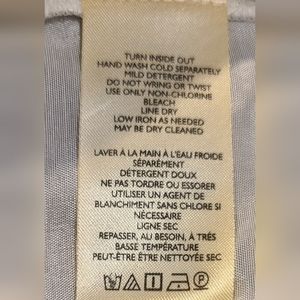 TURN INSIDE OUT
HAND WASH COLD SEPARATELY
MILD DETERGENT
DO NOT WRING OR TWIST
USE ONLY NON-CHLORINE
BLEACH
LINE DRY
LOW IRON AS NEEDED
MAY BE DRY CLEANED
LAVER À LA MAIN À L'EAU FROIDE
SÉPARÉMENT
DÉTERGENT DOUX
NE PAS TORDRE OU ESSORER
UTILISER UN AGENT DE
BLANCHIMENT SANS CHLORE SI
NÉCESSAIRE
LIGNE SEC
REPASSER, AU BESOIN, À TRÉS
BASSE TEMPÉRATURE
PEUT-ÊTRE ÊTRE NETTOYÉE SEC
P